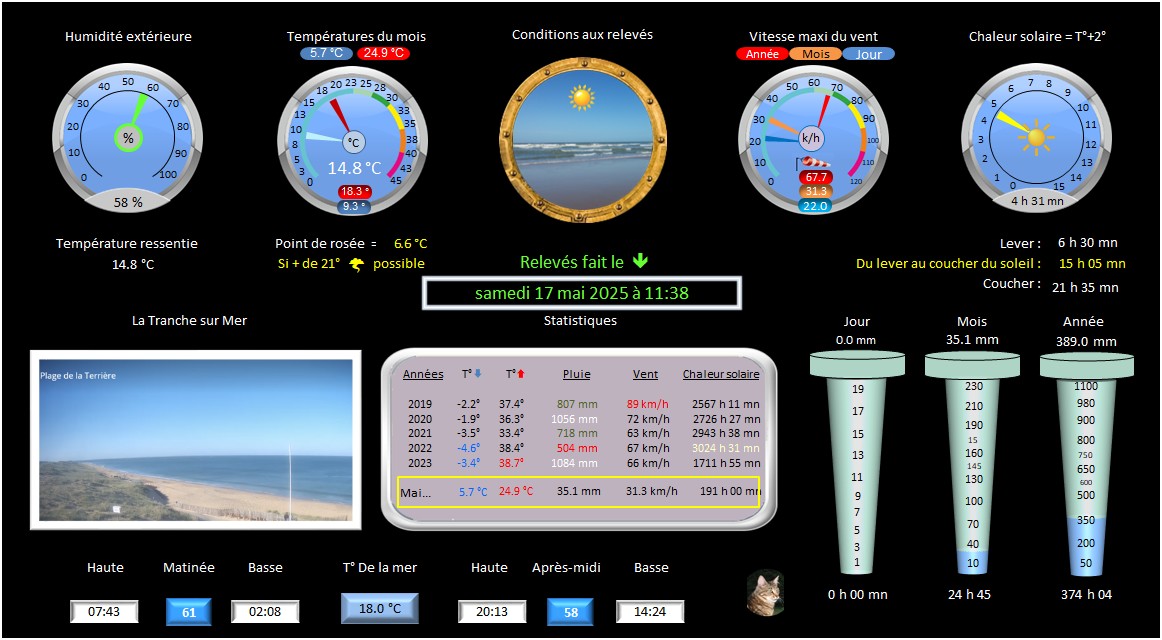 Humidité extérieure
Températures du mois
Conditions aux relevés
Vitesse maxi du vent
Chaleur solaire = T°+2°
5.7 °C 24.9 °C
Année Mois Jour
0 10 20 30 40 50 60 70 80 90 100
%
58 %
0 3 5 8 10 13 15 18 20 23 25 28 30 33 35 38 40 43 45
°C
14.8 °C
18.3 °
9.3 °
0 10 20 30 40 50 60 70 80 90 100 110 120
k/h
67.7
31.3
22.0
0 1 2 3 4 5 6 7 8 9 10 11 12 13 14 15
4 h 31 mn
Température ressentie
14.8 °C
Point de rosée = 6.6 °C
Si + de 21° possible
Relevés fait le
samedi 17 mai 2025 à 11:38
Lever : 6 h 30 mn
Du lever au coucher du soleil : 15 h 05 mn
Coucher : 21 h 35 mn
La Tranche sur Mer
Plage de la Terrière
Statistiques
Années T° T° Pluie Vent Chaleur solaire
2019 -2.2° 37.4° 807 mm 89 km/h 2567 h 11 mn
2020 -1.9° 36.3° 1056 mm 72 km/h 2726 h 27 mn
2021 -3.5° 33.4° 718 mm 63 km/h 2943 h 38 mn
2022 -4.6° 38.4° 504 mm 67 km/h 3024 h 31 mn
2023 -3.4° 38.7° 1084 mm 66 km/h 1711 h 55 mn
Mai... 5.7 °C 24.9 °C 35.1 mm 31.3 km/h 191 h 00 mn
Jour
0.0 mm
19
17
15
13
11
9
7
5
3
1
0 h 00 mn
Mois
35.1 mm
230
210
190
15
160
145
130
100
70
40
10
24 h 45
Année
389.0 mm
1100
980
900
800
750
650
600
500
350
200
50
374 h 04
Haute Matinée Basse
07:43 61 02:08
T° De la mer
18.0 °C
Haute Après-midi Basse
20:13 58 14:24